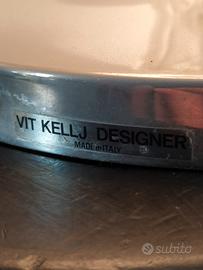 VIT KELLJ DESIGNER
MADE in ITALY
subito